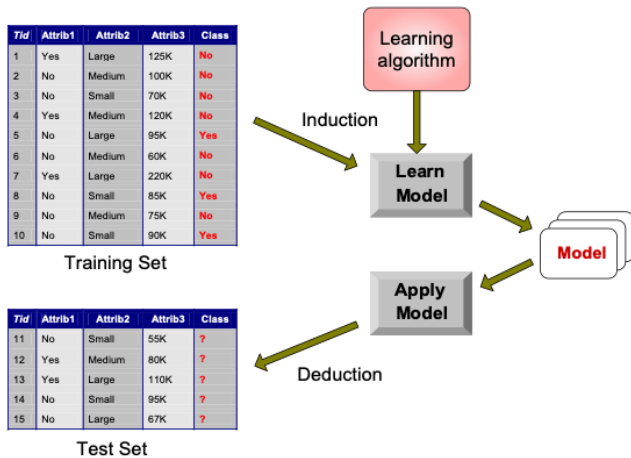 Tid Attrib1 Attrib2 Attrib3 Class
1 Yes Large 125K No
2 No Medium 100K No
3 No Small 70K No
4 Yes Medium 120K No
5 No Large 95K Yes
6 No Medium 60K No
7 Yes Large 220K No
8 No Small 85K Yes
9 No Medium 75K No
10 No Small 90K Yes
Training Set
Learning
algorithm
Induction
Learn
Model
Model
Apply
Model
Deduction
Tid Attrib1 Attrib2 Attrib3 Class
11 No Small 55K ?
12 Yes Medium 80K ?
13 Yes Large 110K ?
14 No Small 95K ?
15 No Large 67K ?
Test Set